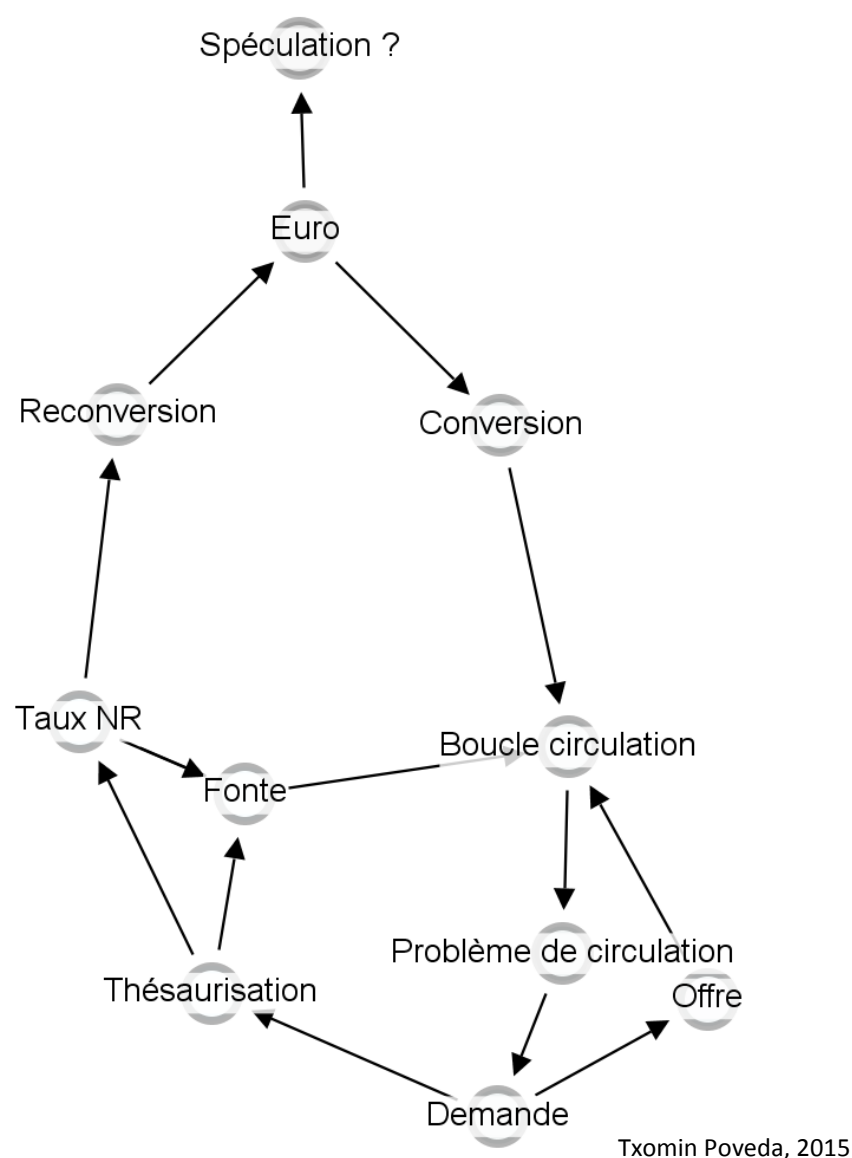 Spéculation ?
Euro
Reconversion
Conversion
Taux NR
Boucle circulation
Fonte
Problème de circulation
Thésaurisation
Offre
Demande
Txomin Poveda, 2015